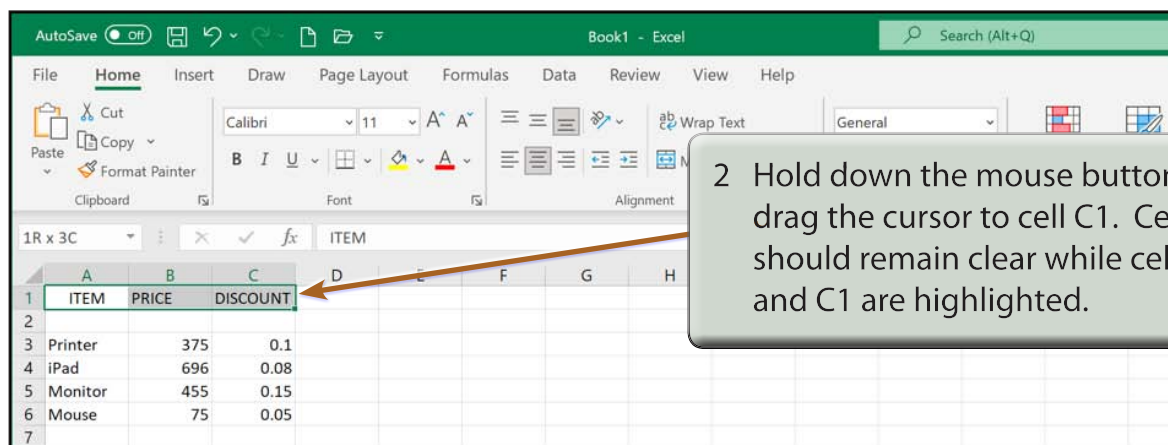 AutoSave Off Book1 - Excel Search (Alt+Q)
File Home Insert Draw Page Layout Formulas Data Review View Help
Cut
Copy
Paste
Format Painter
Calibri 11 A^ A˅ ab Wrap Text General
B I U A
Clipboard Font Alignment
1R x 3C fx ITEM
A B C D E F G H
1 ITEM PRICE DISCOUNT
2
3 Printer 375 0.1
4 iPad 696 0.08
5 Monitor 455 0.15
6 Mouse 75 0.05
7
2 Hold down the mouse button
drag the cursor to cell C1. Ce
should remain clear while cel
and C1 are highlighted.